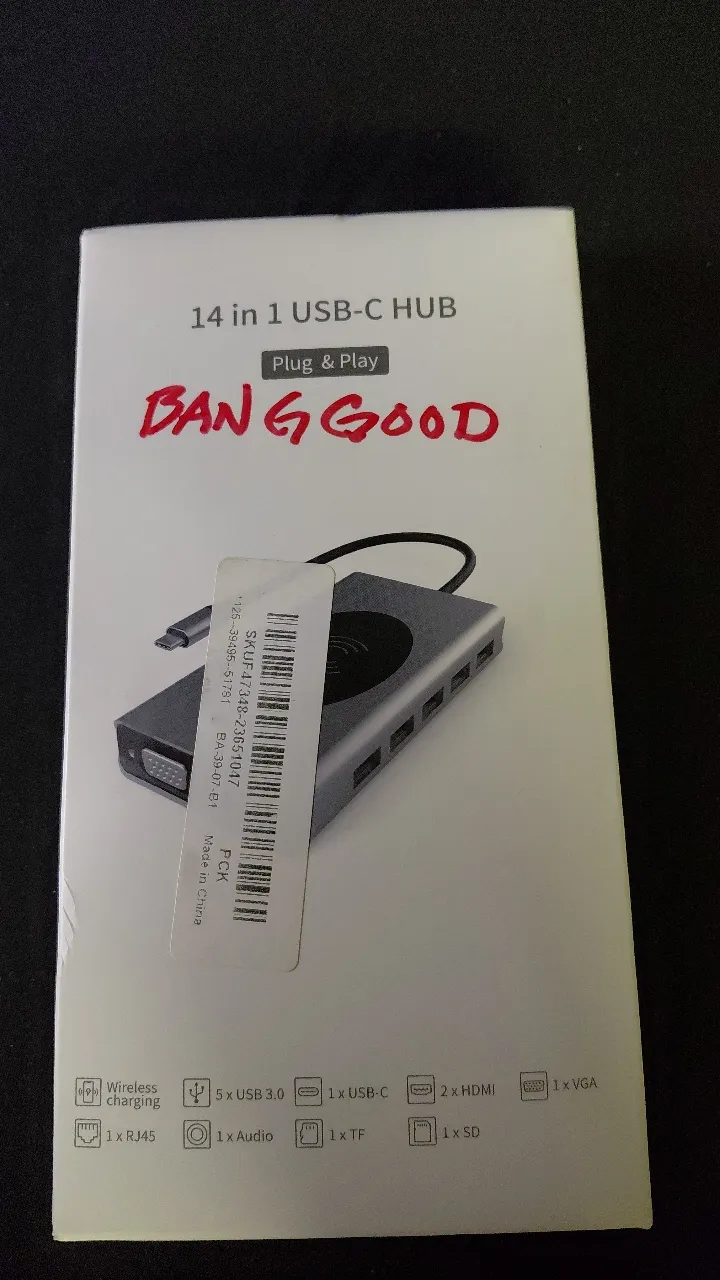 14 in 1 USB-C HUB
Plug & Play
BANGGOOD
SKUF47348-23651047
*125--39495--51781
BA-39-07-B1
PCK
Made in China
Wireless charging
5 x USB 3.0
1 x USB-C
2 x HDMI
1 x VGA
1 x RJ45
1 x Audio
1 x TF
1 x SD